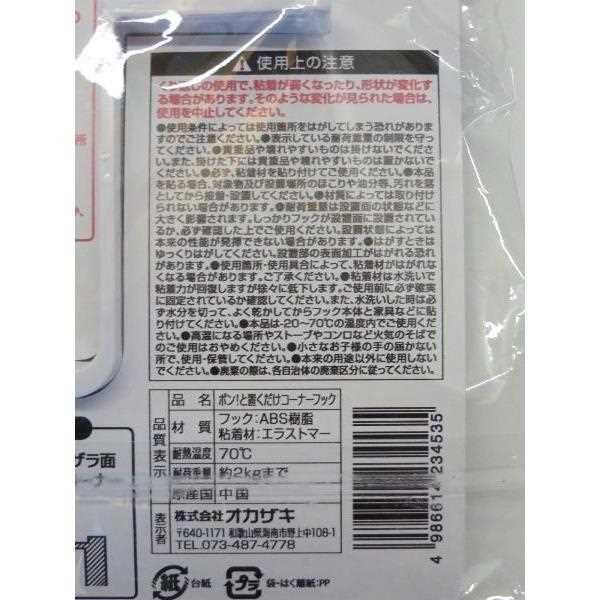 使用上の注意
くり返しの使用で、粘着が弱くなったり、形状が変化す
る場合があります。そのような変化が見られた場合は、
使用を中止してください。
●使用条件によっては使用箇所をはがしてしまう恐れがありま
すのでご注意ください。●表示している耐荷重量の制限を守っ
てください。●貴重品や壊れやすいものは掛けないでください。
また、掛けた下には貴重品や壊れやすいものは置かないでくだ
さい。●必ず、粘着材を貼り付けてご使用ください。●本品
を貼る場合、対象物及び設置場所のほこりや油分等、汚れを落
としてから接着・設置してください。●材質によっては取り付け
られない場合があります。●耐荷重量は設置面の状態などに
大きく影響されます。しっかりフックが設置面に設置されてい
るか、必ず確認した上でご使用ください。設置状態によっては
本来の性能が発揮できない場合があります。●はがすときは
ゆっくりはがしてください。設置部の表面加工がはがれる恐れ
があります。●使用箇所・使用具合によって、粘着材がはがれな
くなる場合があります。ご了承ください。●粘着材は水洗いで
粘着力が回復しますが徐々に低下します。ご使用前に必ず確実
に固定されているか確認してください。また、水洗いした時は必
ず水分を切って、よく乾かしてからフック本体と家具などに貼
り付けてください。●本品は-20~70℃の温度内でご使用くだ
さい。●高温になる場所やストーブやコンロなど火気のそばで
のご使用はおやめください。●小さなお子様の手の届かない
所で、使用・保管してください。●本来の用途以外に使用しない
でください。●廃棄の際は、各自治体の廃棄区分に従ってください。
品質表示
品名 ポン!と置くだけコーナーフック
材質 フック:ABS樹脂
粘着材:エラストマー
耐熱温度 70℃
耐荷重量 約2kgまで
原産国 中国
表示者 株式会社オカザキ
〒640-1171 和歌山県海南市野上中108-1
TEL 073-487-4778
4 986614 234535
ザラ面
紙 台紙
プラ 袋・はく離紙:PP